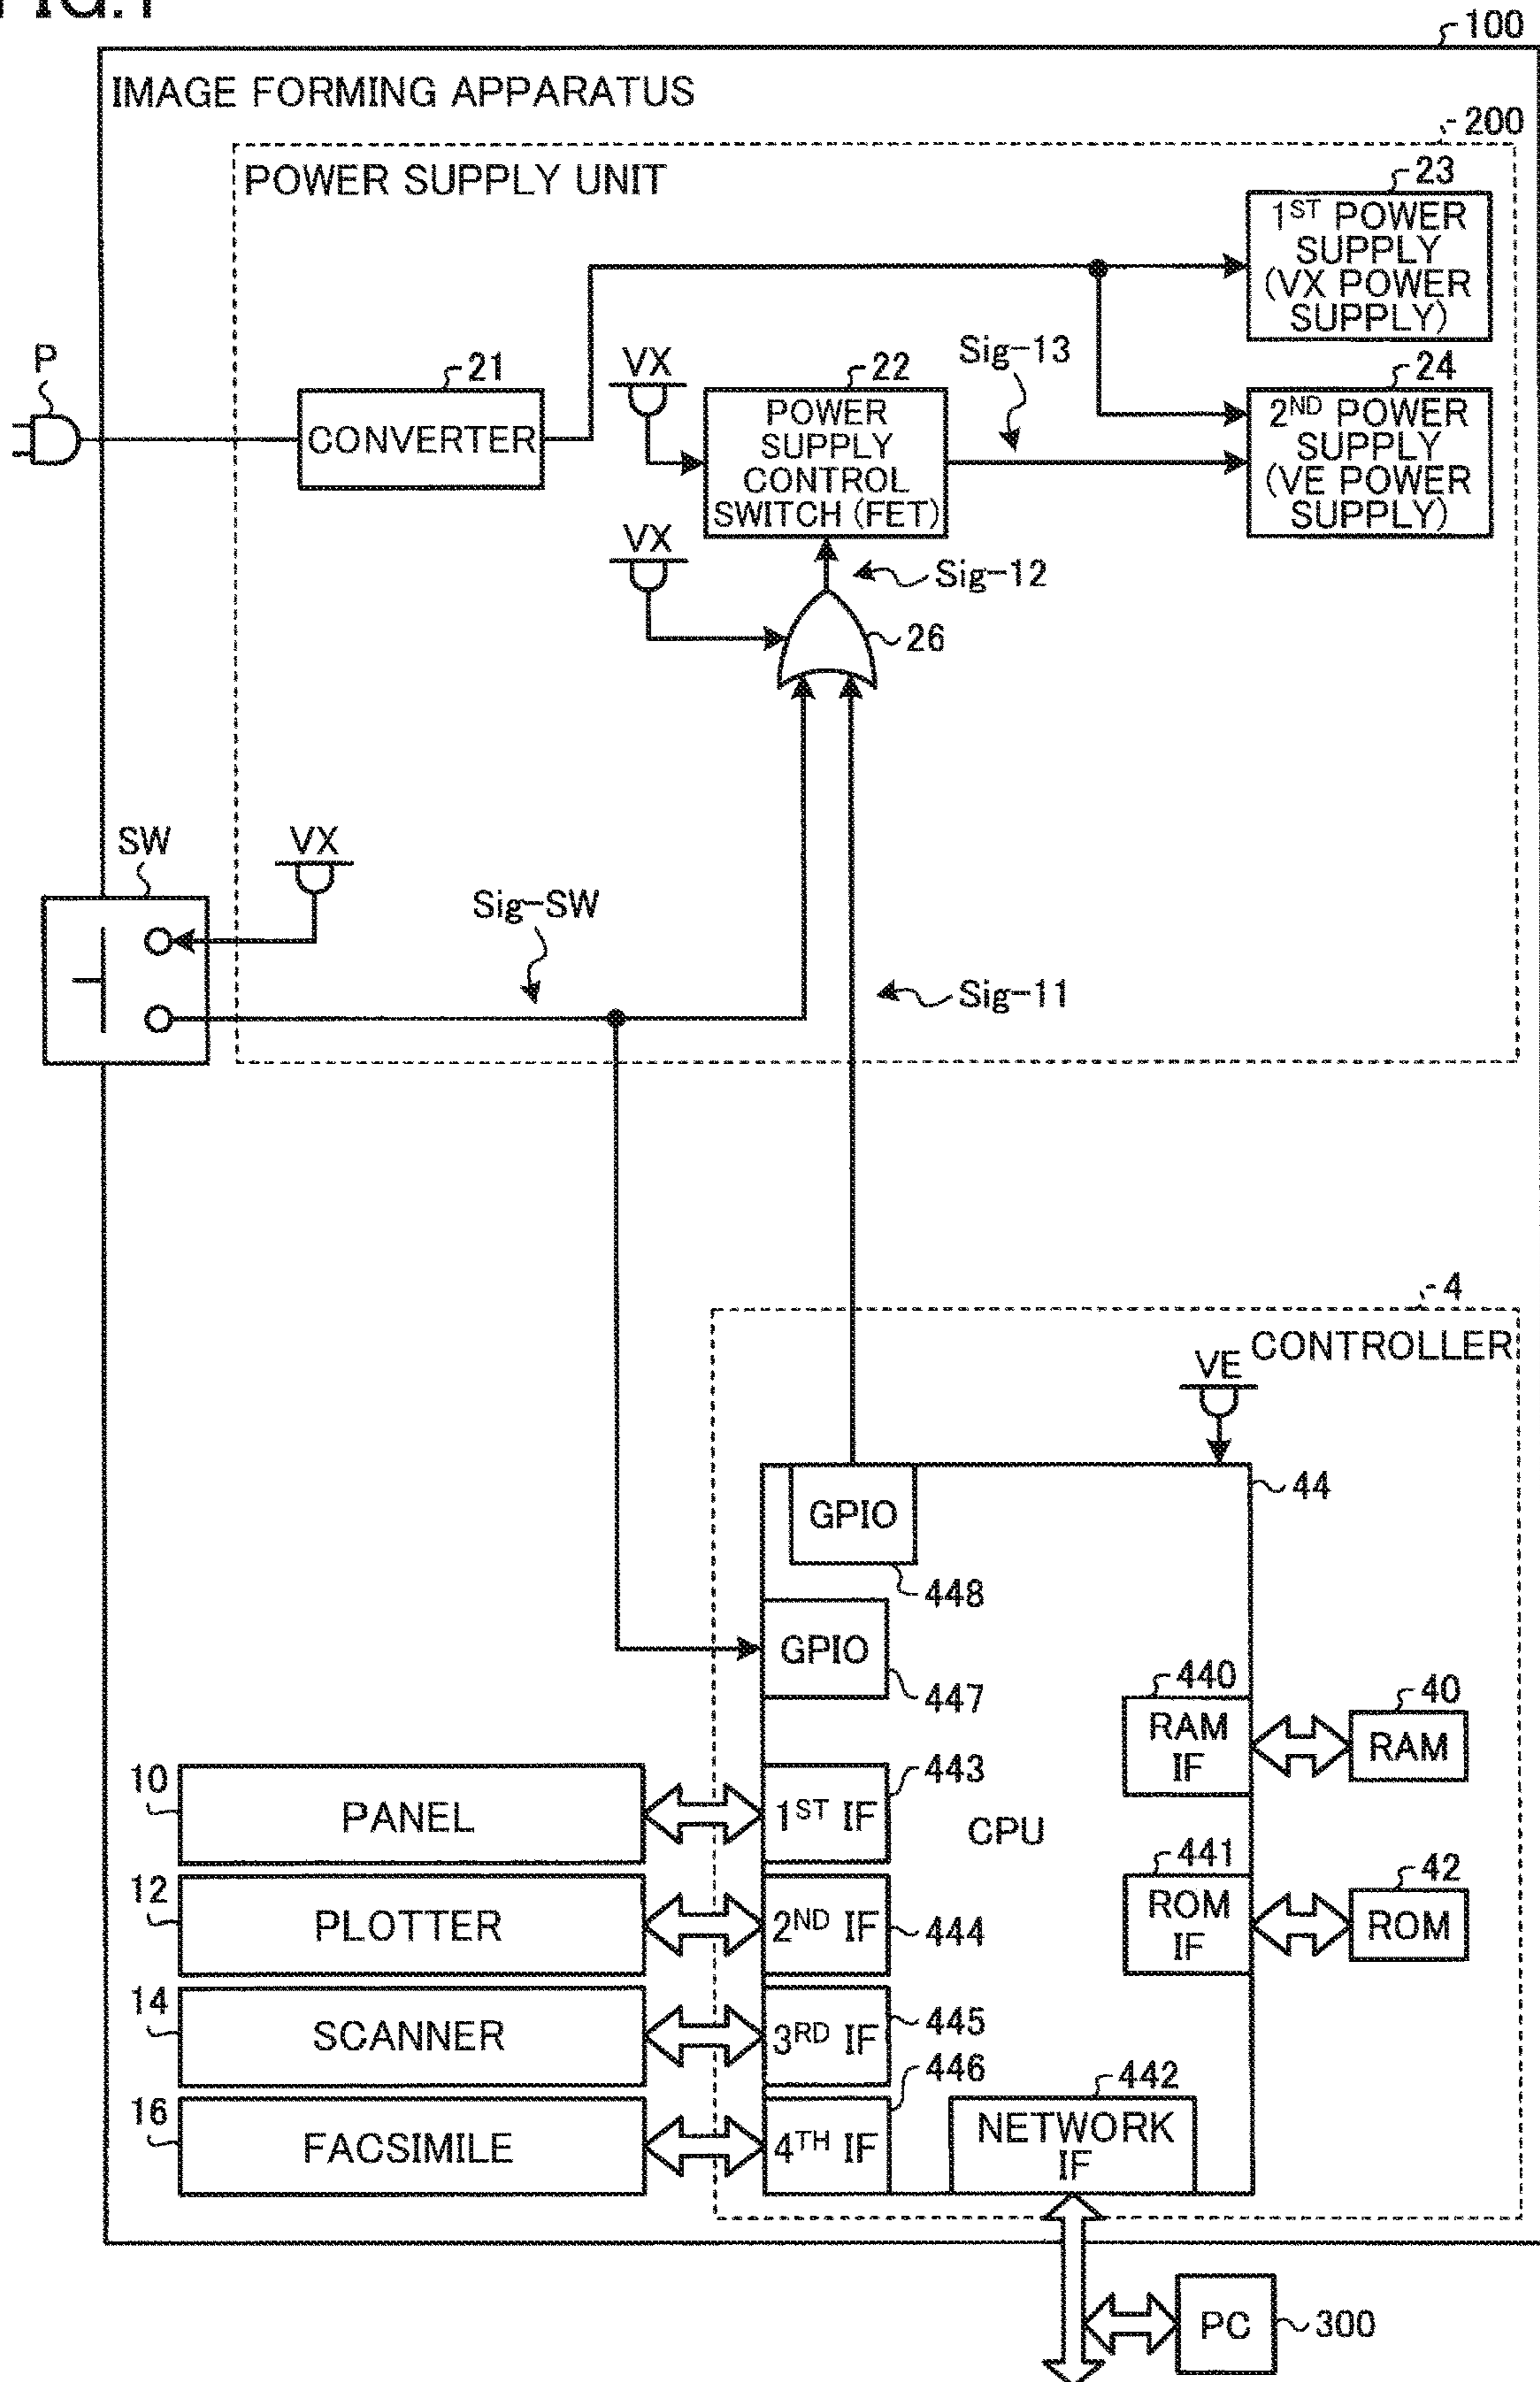 FIG.1
100
IMAGE FORMING APPARATUS
200
POWER SUPPLY UNIT
23
1ST POWER
SUPPLY
(VX POWER
SUPPLY)
P
21
CONVERTER
VX
22
POWER
SUPPLY
CONTROL
SWITCH (FET)
Sig-13
24
2ND POWER
SUPPLY
(VE POWER
SUPPLY)
VX
Sig-12
26
SW
VX
Sig-SW
Sig-11
4
CONTROLLER
VE
44
GPIO
448
GPIO
447
440
RAM
IF
40
RAM
10
PANEL
1ST IF
443
CPU
441
ROM
IF
42
ROM
12
PLOTTER
2ND IF
444
14
SCANNER
3RD IF
445
16
FACSIMILE
4TH IF
446
442
NETWORK
IF
PC
300